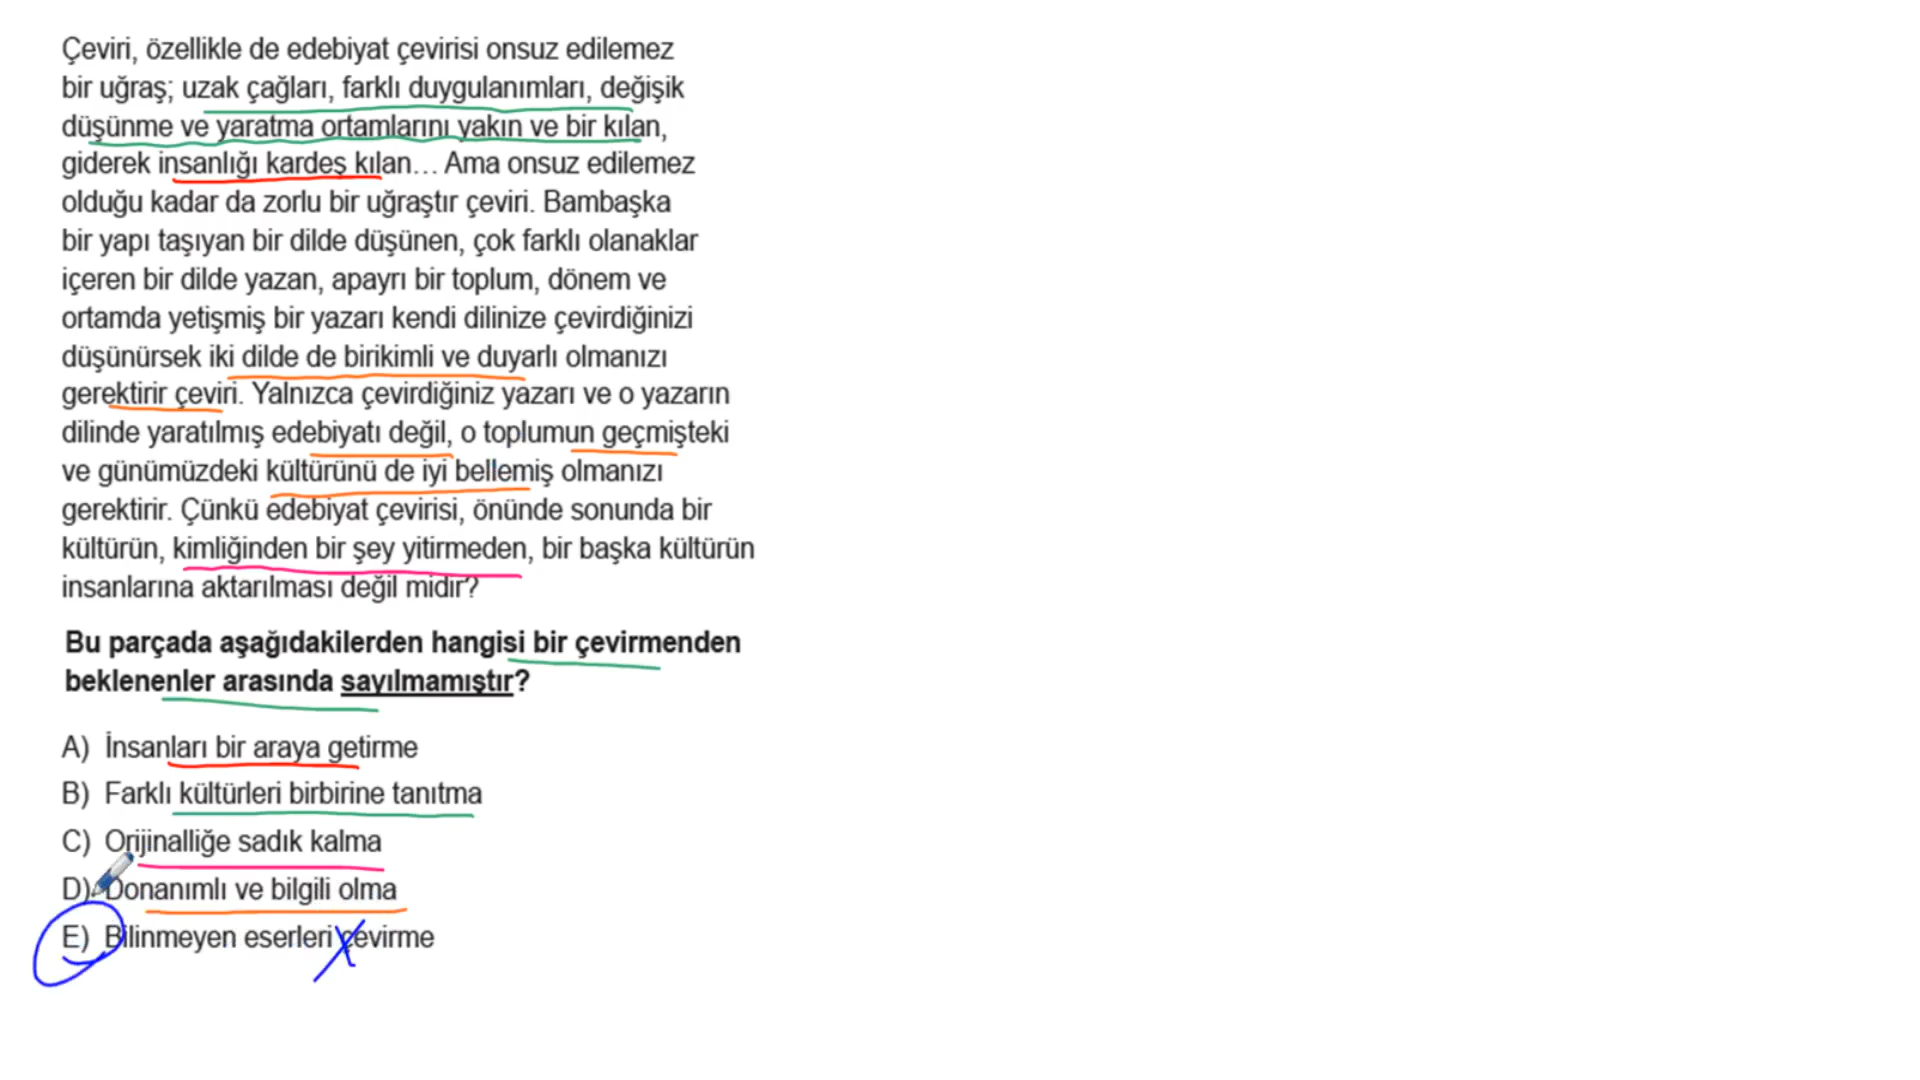 Çeviri, özellikle de edebiyat çevirisi onsuz edilemez
bir uğraş; uzak çağları, farklı duygulanımları, değişik
düşünme ve yaratma ortamlarını yakın ve bir kılan,
giderek insanlığı kardeş kılan… Ama onsuz edilemez
olduğu kadar da zorlu bir uğraştır çeviri. Bambaşka
bir yapı taşıyan bir dilde düşünen, çok farklı olanaklar
içeren bir dilde yazan, apayrı bir toplum, dönem ve
ortamda yetişmiş bir yazarı kendi dilinize çevirdiğinizi
düşünürsek iki dilde de birikimli ve duyarlı olmanızı
gerektirir çeviri. Yalnızca çevirdiğiniz yazarı ve o yazarın
dilinde yaratılmış edebiyatı değil, o toplumun geçmişteki
ve günümüzdeki kültürünü de iyi bellemiş olmanızı
gerektirir. Çünkü edebiyat çevirisi, önünde sonunda bir
kültürün, kimliğinden bir şey yitirmeden, bir başka kültürün
insanlarına aktarılması değil midir?
Bu parçada aşağıdakilerden hangisi bir çevirmenden
beklenenler arasında sayılmamıştır?
A) İnsanları bir araya getirme
B) Farklı kültürleri birbirine tanıtma
C) Orijinalliğe sadık kalma
D) Donanımlı ve bilgili olma
E) Bilinmeyen eserleri çevirme